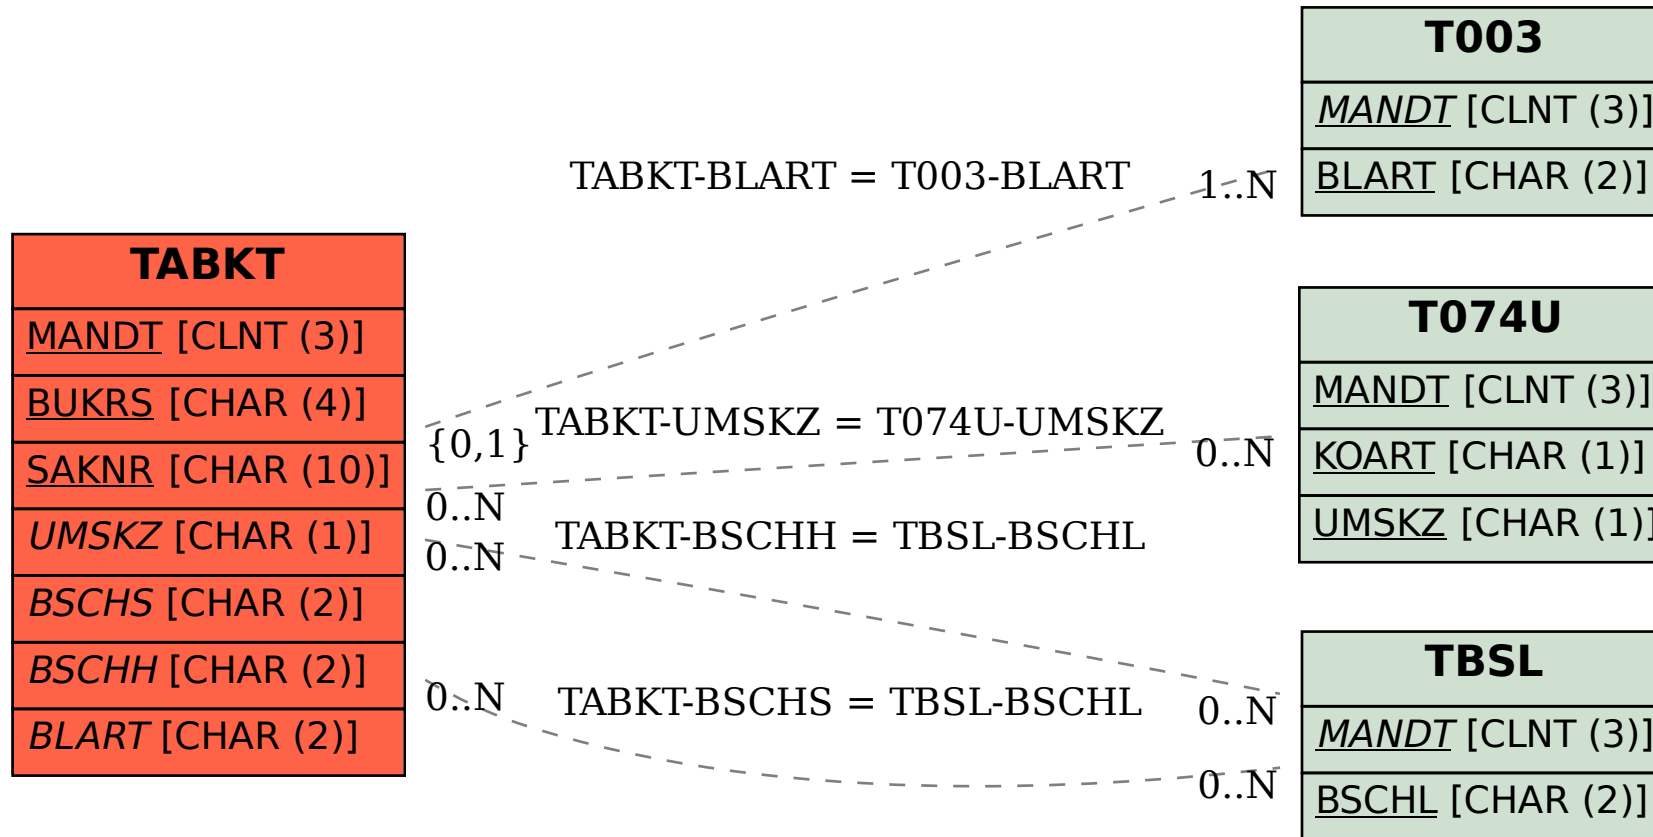 TABKT
MANDT [CLNT (3)]
BUKRS [CHAR (4)]
SAKNR [CHAR (10)]
UMSKZ [CHAR (1)]
BSCHS [CHAR (2)]
BSCHH [CHAR (2)]
BLART [CHAR (2)]
TABKT-BLART = T003-BLART
1..N
{0,1}
TABKT-UMSKZ = T074U-UMSKZ
0..N
0..N
TABKT-BSCHH = TBSL-BSCHL
0..N
0..N
TABKT-BSCHS = TBSL-BSCHL
0..N
0..N
T003
MANDT [CLNT (3)]
BLART [CHAR (2)]
T074U
MANDT [CLNT (3)]
KOART [CHAR (1)]
UMSKZ [CHAR (1)]
TBSL
MANDT [CLNT (3)]
BSCHL [CHAR (2)]